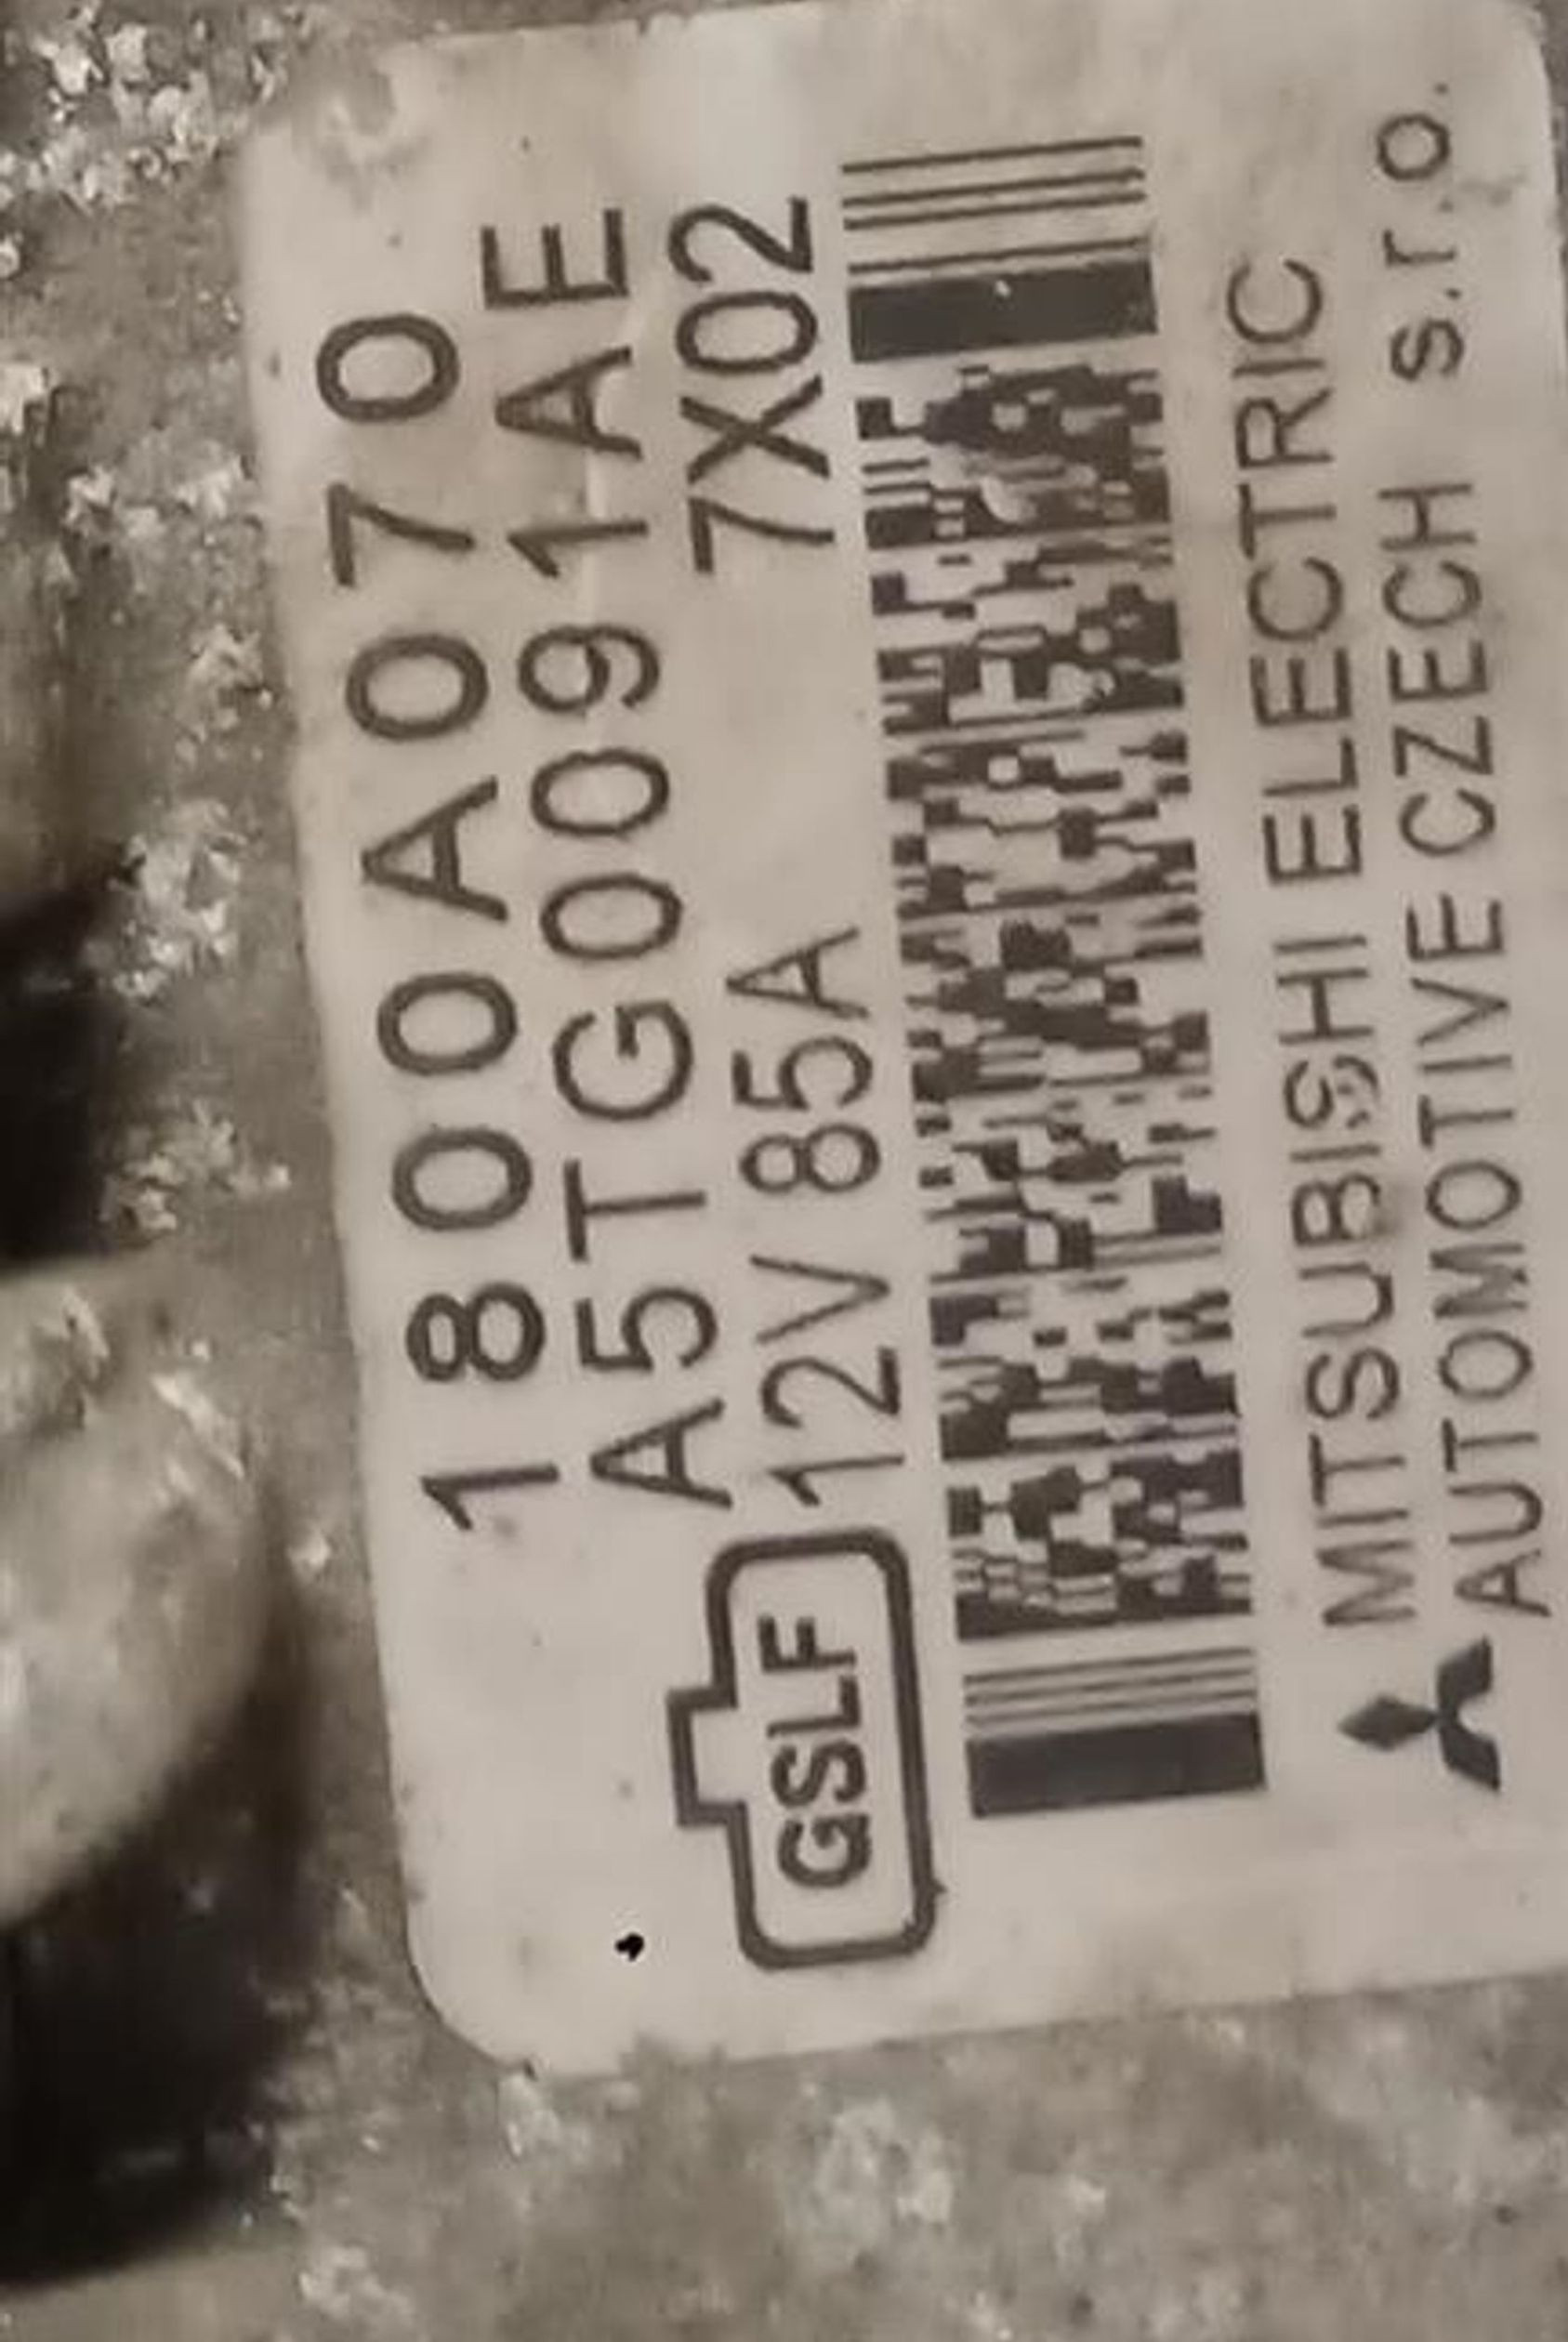 1800A070
A5TG0091AE
GSLF 12V 85A 7X02
MITSUBISHI ELECTRIC
AUTOMOTIVE CZECH s.r.o.